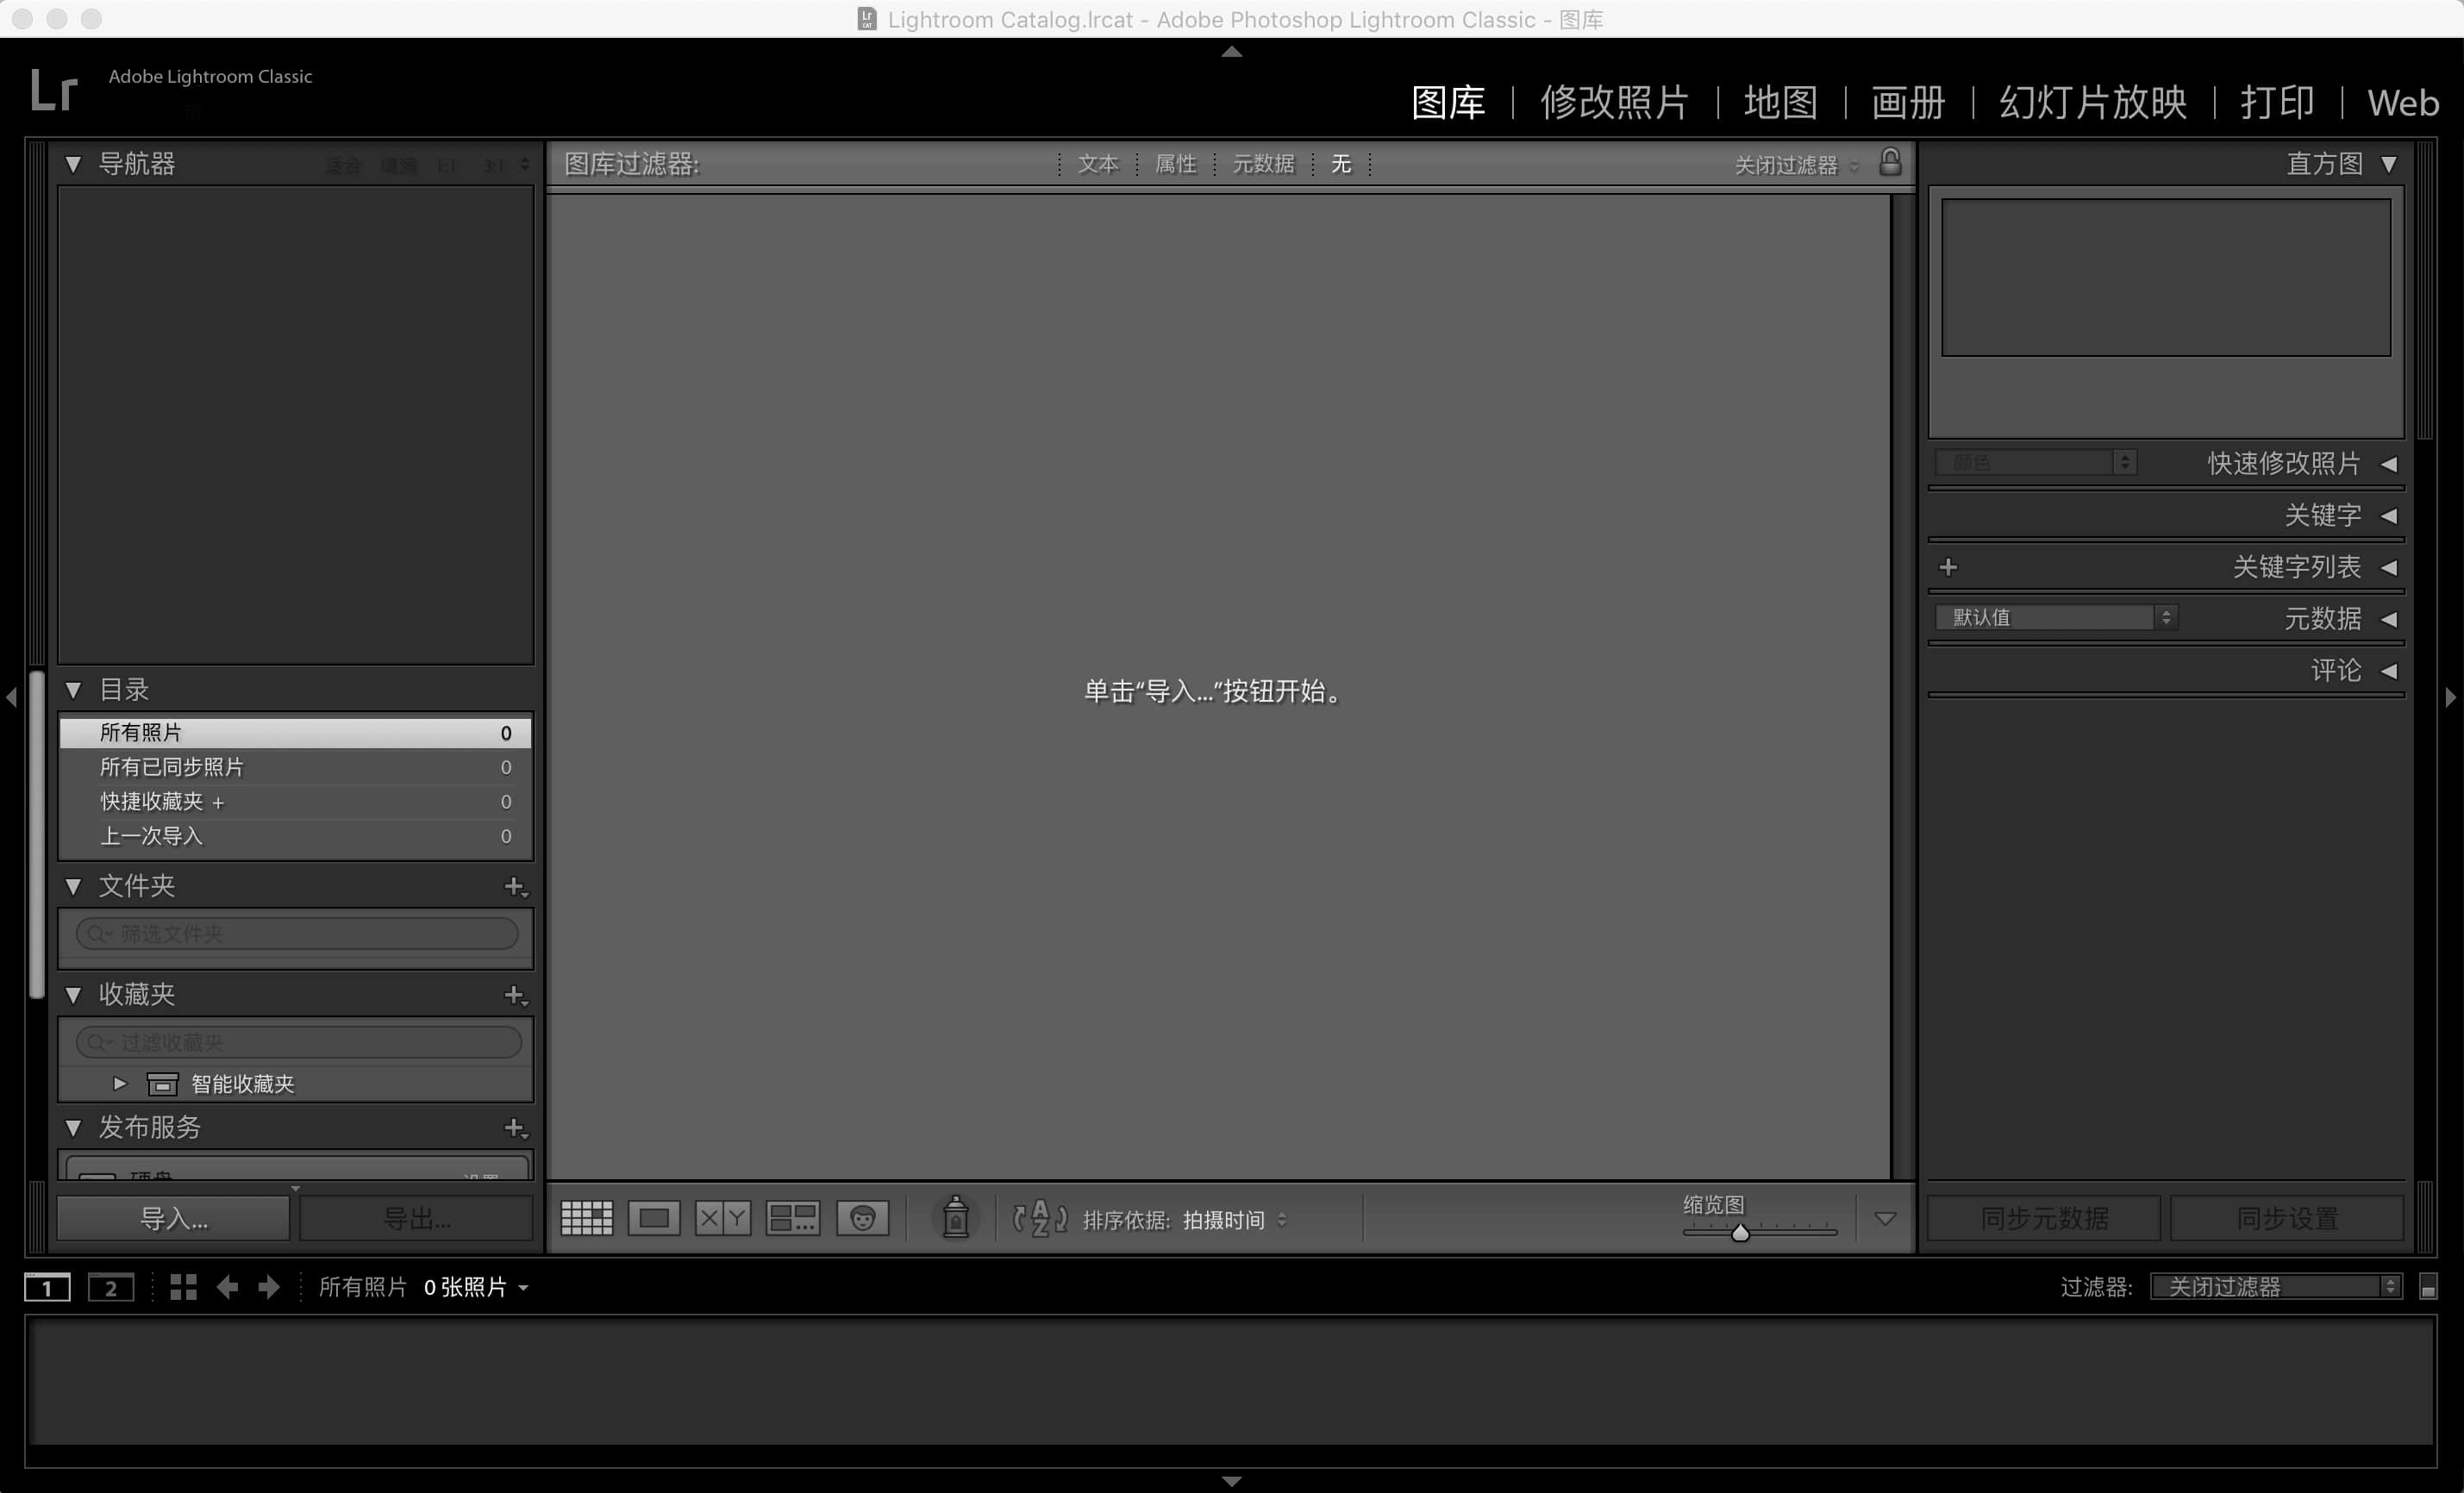 Lightroom Catalog.lrcat - Adobe Photoshop Lightroom Classic - 图库
Lr
Adobe Lightroom Classic
图库 | 修改照片 | 地图 | 画册 | 幻灯片放映 | 打印 | Web
导航器 适合 填满 1:1 3:1
图库过滤器: 文本 属性 元数据 无 关闭过滤器
直方图
颜色 快速修改照片
关键字
+ 关键字列表
默认值 元数据
评论
单击“导入...”按钮开始。
目录
所有照片 0
所有已同步照片 0
快捷收藏夹 + 0
上一次导入 0
文件夹
筛选文件夹
收藏夹
过滤收藏夹
智能收藏夹
发布服务
硬盘 设置...
导入... 导出...
X Y
A Z 排序依据: 拍摄时间
缩览图
同步元数据 同步设置
1 2 所有照片 0 张照片
过滤器: 关闭过滤器